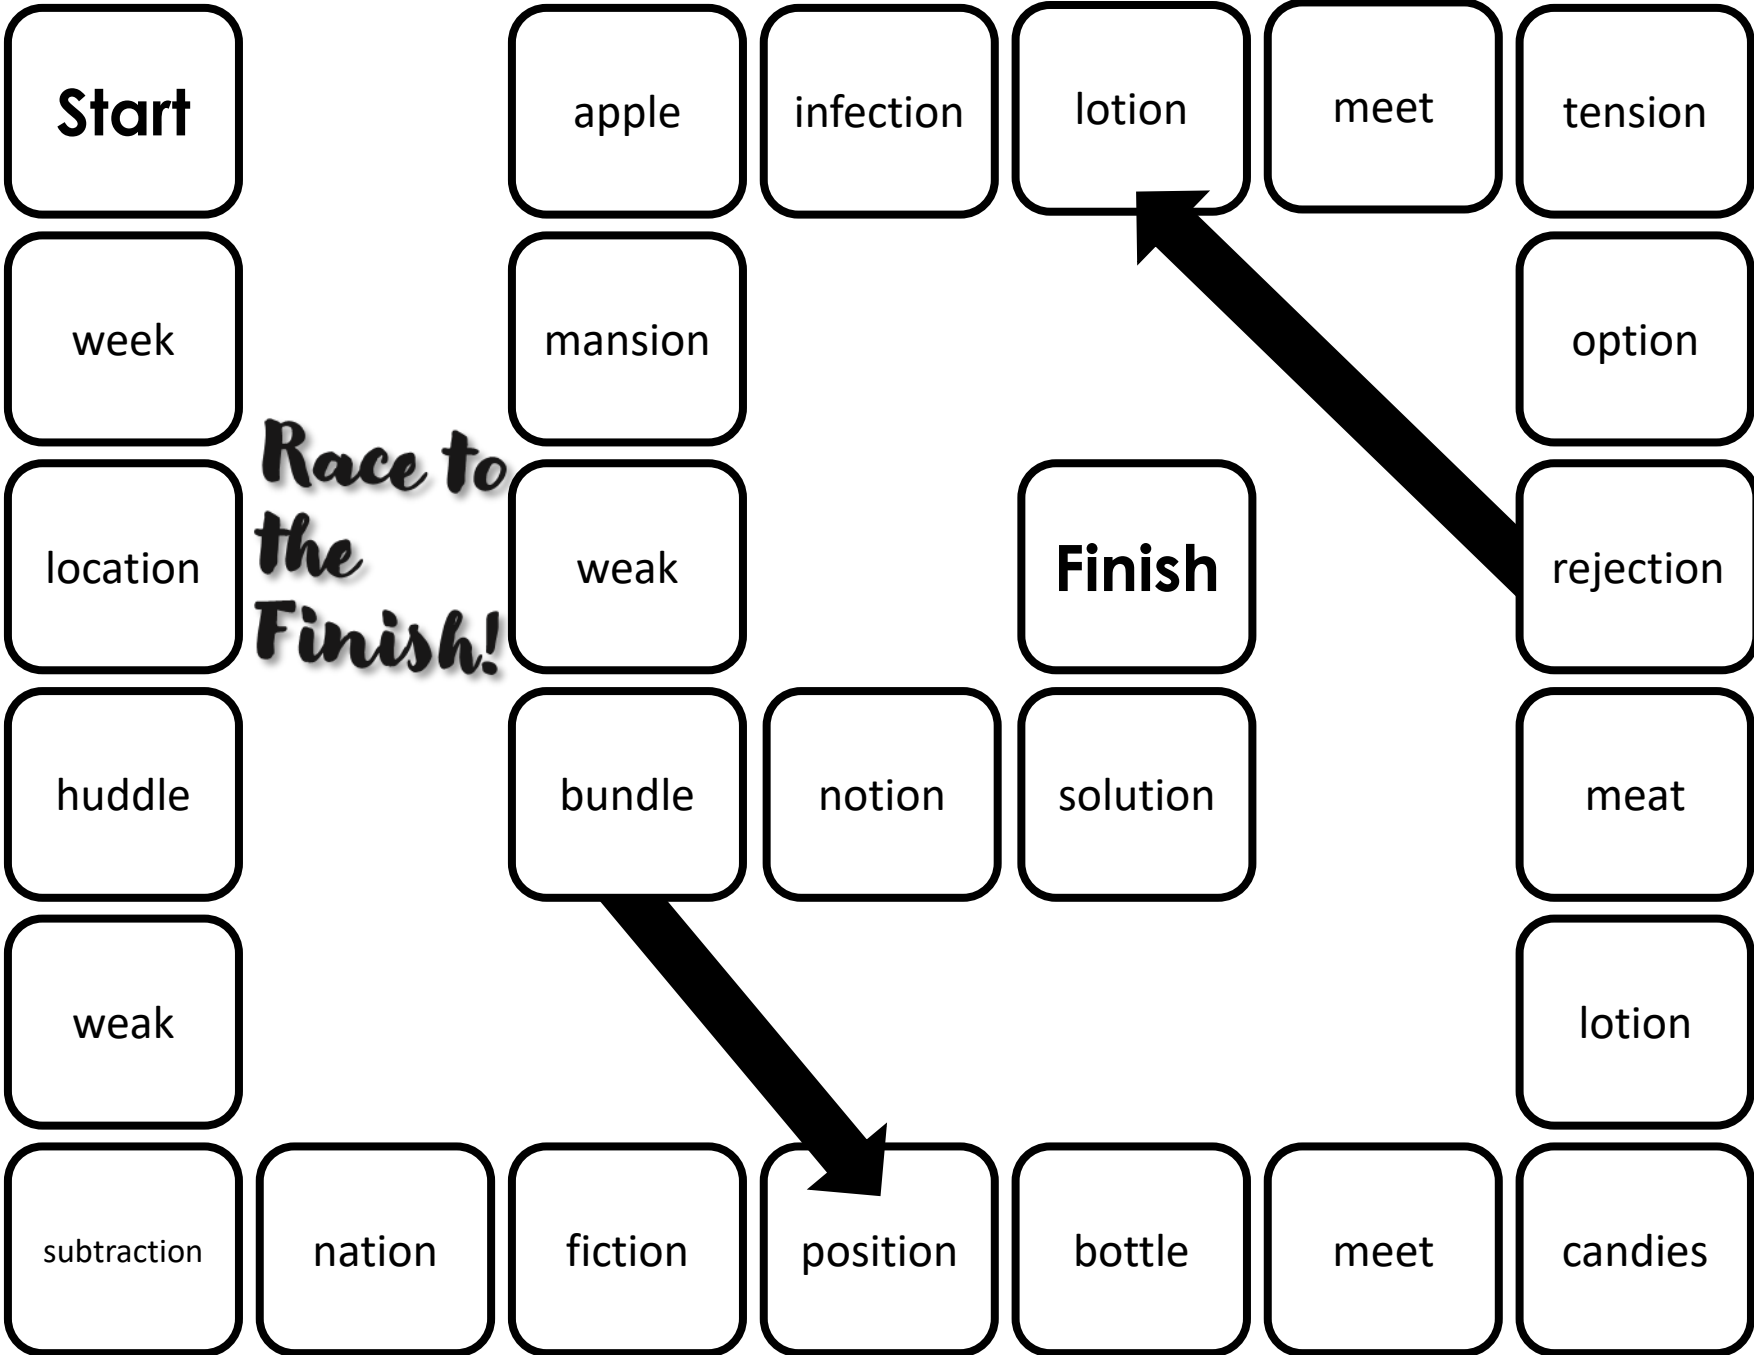 Start
apple
infection
lotion
meet
tension
week
mansion
option
Race to
the
Finish!
location
weak
Finish
rejection
huddle
bundle
notion
solution
meat
weak
lotion
subtraction
nation
fiction
position
bottle
meet
candies